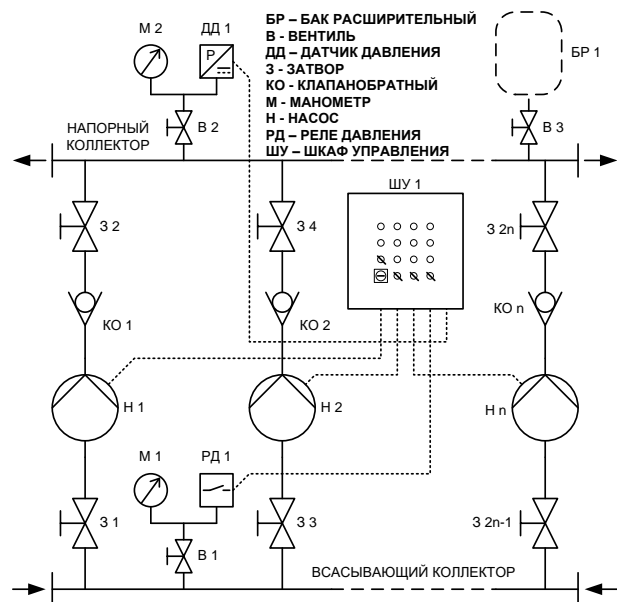 БР – БАК РАСШИРИТЕЛЬНЫЙ
В - ВЕНТИЛЬ
ДД – ДАТЧИК ДАВЛЕНИЯ
З - ЗАТВОР
КО - КЛАПАНОБРАТНЫЙ
М - МАНОМЕТР
Н - НАСОС
РД – РЕЛЕ ДАВЛЕНИЯ
ШУ – ШКАФ УПРАВЛЕНИЯ
М 2
ДД 1
P
БР 1
В 2
В 3
НАПОРНЫЙ
КОЛЛЕКТОР
ШУ 1
З 2
З 4
З 2n
КО 1
КО 2
КО n
Н 1
Н 2
Н n
М 1
РД 1
З 1
З 3
З 2n-1
В 1
ВСАСЫВАЮЩИЙ КОЛЛЕКТОР